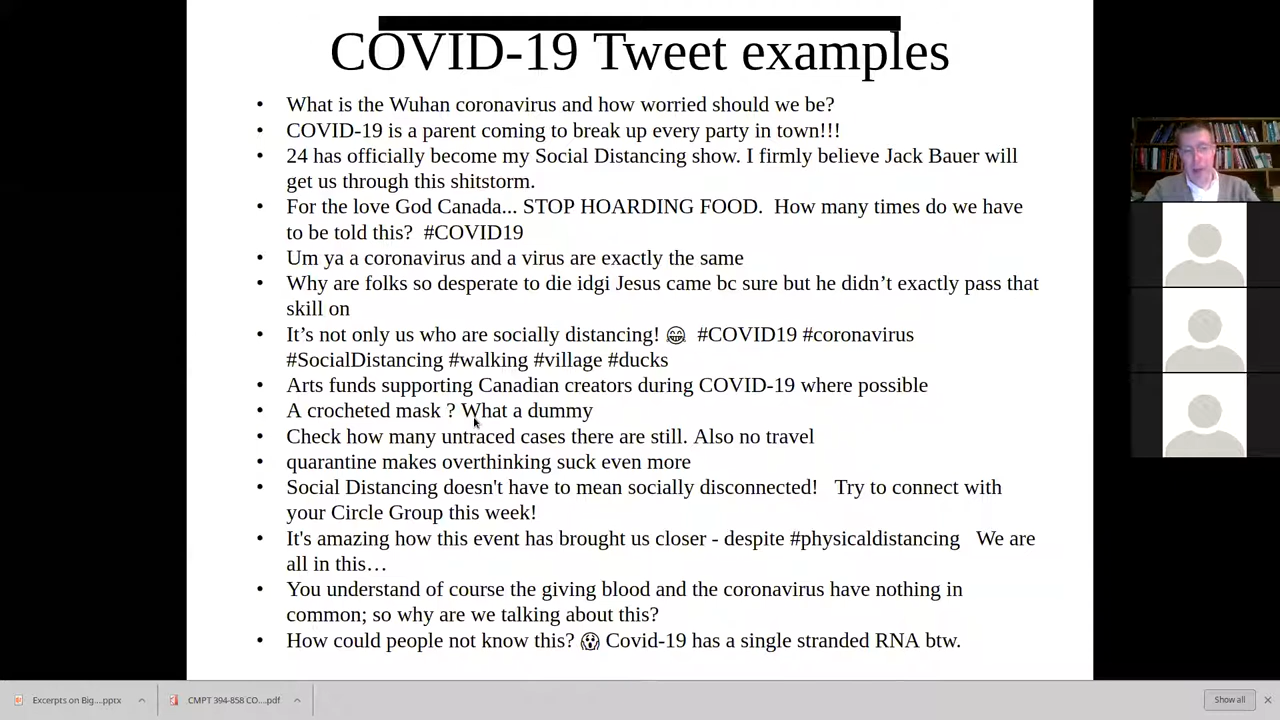 COVID-19 Tweet examples
• What is the Wuhan coronavirus and how worried should we be?
• COVID-19 is a parent coming to break up every party in town!!!
• 24 has officially become my Social Distancing show. I firmly believe Jack Bauer will
get us through this shitstorm.
• For the love God Canada... STOP HOARDING FOOD.  How many times do we have
to be told this?  #COVID19
• Um ya a coronavirus and a virus are exactly the same
• Why are folks so desperate to die idgi Jesus came bc sure but he didn’t exactly pass that
skill on
• It’s not only us who are socially distancing! 😁  #COVID19 #coronavirus
#SocialDistancing #walking #village #ducks
• Arts funds supporting Canadian creators during COVID-19 where possible
• A crocheted mask ? What a dummy
• Check how many untraced cases there are still. Also no travel
• quarantine makes overthinking suck even more
• Social Distancing doesn't have to mean socially disconnected!   Try to connect with
your Circle Group this week!
• It's amazing how this event has brought us closer - despite #physicaldistancing   We are
all in this…
• You understand of course the giving blood and the coronavirus have nothing in
common; so why are we talking about this?
• How could people not know this? 😱 Covid-19 has a single stranded RNA btw.
Excerpts on Big....pptx
CMPT 394-858 CO....pdf
Show all